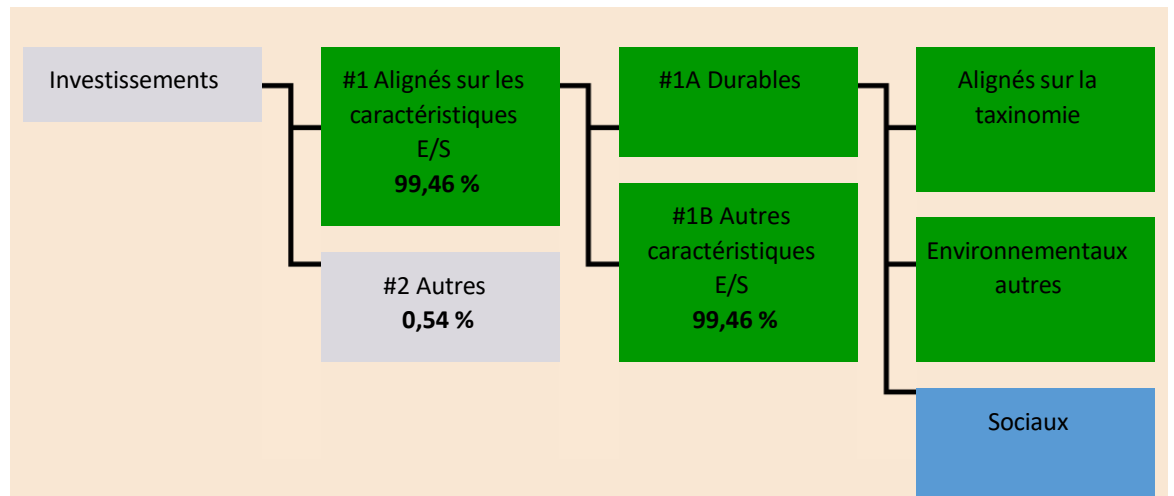 Investissements
#1 Alignés sur les
caractéristiques
E/S
99,46 %
#2 Autres
0,54 %
#1A Durables
#1B Autres
caractéristiques
E/S
99,46 %
Alignés sur la
taxinomie
Environnementaux
autres
Sociaux